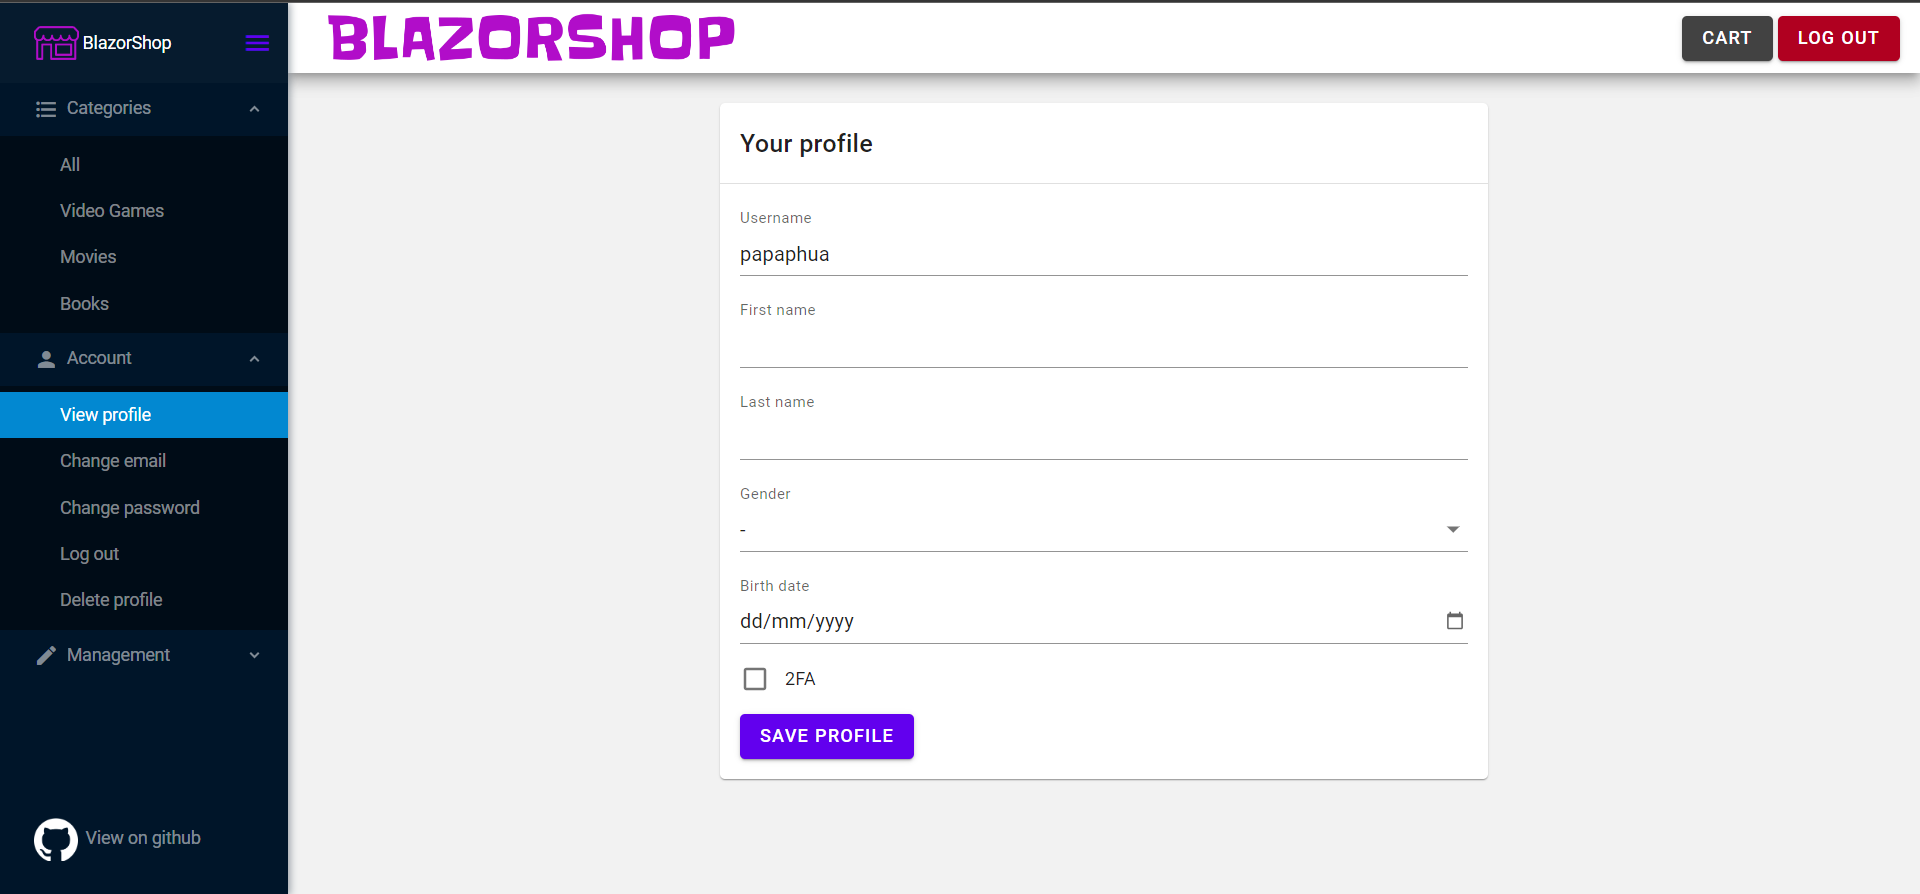 BlazorShop
Categories
All
Video Games
Movies
Books
Account
View profile
Change email
Change password
Log out
Delete profile
Management
View on github
BLAZORSHOP
CART
LOG OUT
Your profile
Username
papaphua
First name
Last name
Gender
-
Birth date
dd/mm/yyyy
2FA
SAVE PROFILE